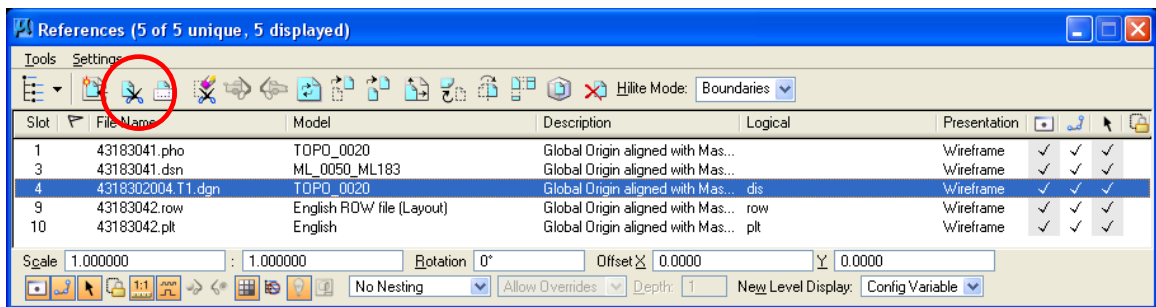 References (5 of 5 unique, 5 displayed)
Tools Settings
Hilite Mode: Boundaries
Slot File Name Model Description Logical Presentation
1 43183041.pho TOPO_0020 Global Origin aligned with Mas... Wireframe
3 43183041.dsn ML_0050_ML183 Global Origin aligned with Mas... Wireframe
4 4318302004.T1.dgn TOPO_0020 Global Origin aligned with Mas... dis Wireframe
9 43183042.row English ROW file (Layout) Global Origin aligned with Mas... row Wireframe
10 43183042.plt English Global Origin aligned with Mas... plt Wireframe
Scale 1.000000 : 1.000000 Rotation 0° Offset X 0.0000 Y 0.0000
1:1 No Nesting Allow Overrides Depth: 1 New Level Display: Config Variable